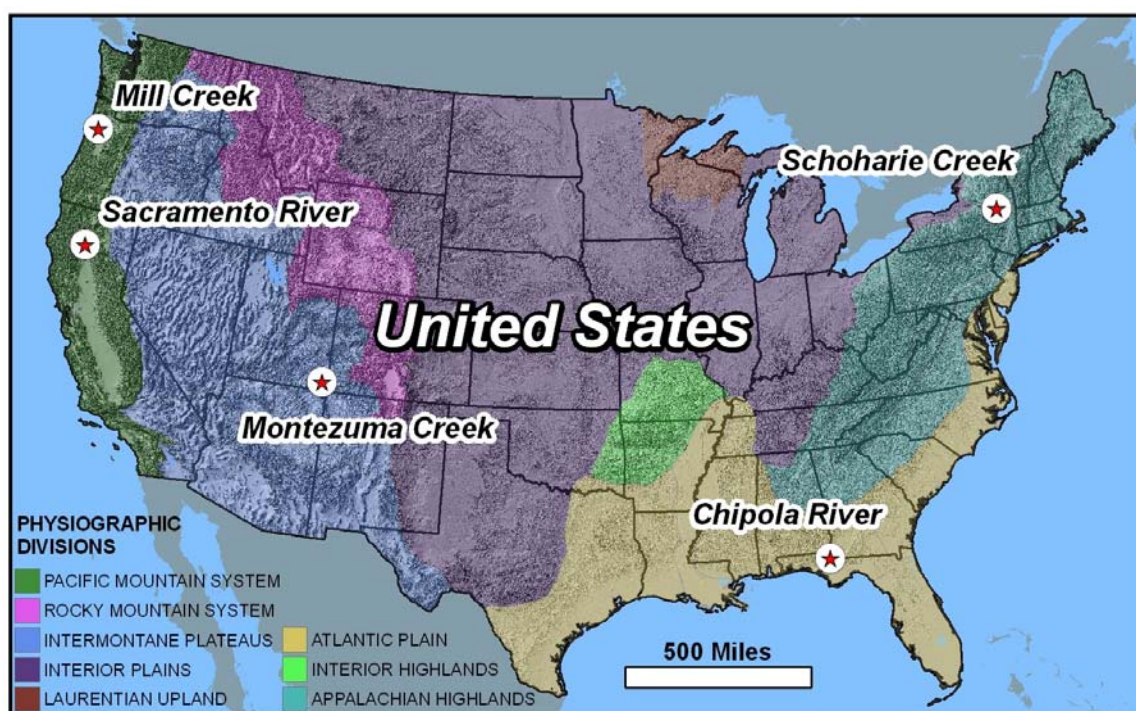 Mill Creek
Schoharie Creek
Sacramento River
United States
Montezuma Creek
Chipola River
PHYSIOGRAPHIC
DIVISIONS
PACIFIC MOUNTAIN SYSTEM
ROCKY MOUNTAIN SYSTEM
INTERMONTANE PLATEAUS
INTERIOR PLAINS
LAURENTIAN UPLAND
ATLANTIC PLAIN
INTERIOR HIGHLANDS
APPALACHIAN HIGHLANDS
500 Miles